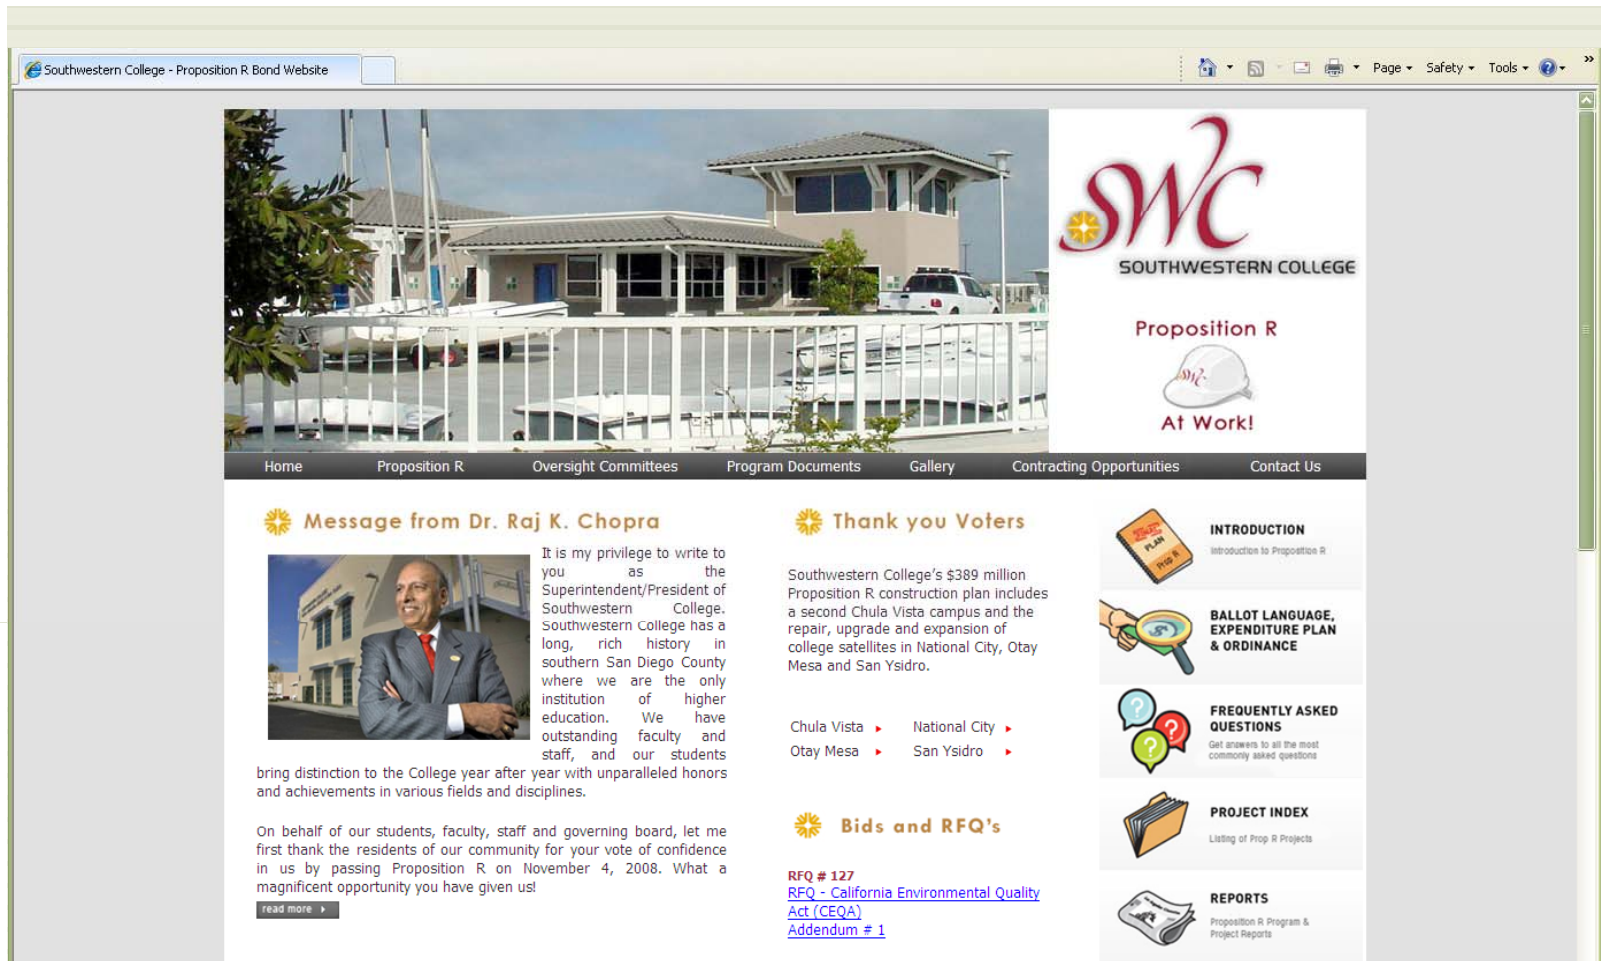 Southwestern College - Proposition R Bond Website
Page
Safety
Tools
»
SWC
SOUTHWESTERN COLLEGE
Proposition R
SWC
At Work!
Home
Proposition R
Oversight Committees
Program Documents
Gallery
Contracting Opportunities
Contact Us
Message from Dr. Raj K. Chopra
It is my privilege to write to
you as the
Superintendent/President of
Southwestern College.
Southwestern College has a
long, rich history in
southern San Diego County
where we are the only
institution of higher
education. We have
outstanding faculty and
staff, and our students
bring distinction to the College year after year with unparalleled honors
and achievements in various fields and disciplines.
On behalf of our students, faculty, staff and governing board, let me
first thank the residents of our community for your vote of confidence
in us by passing Proposition R on November 4, 2008. What a
magnificent opportunity you have given us!
read more
Thank you Voters
Southwestern College's $389 million
Proposition R construction plan includes
a second Chula Vista campus and the
repair, upgrade and expansion of
college satellites in National City, Otay
Mesa and San Ysidro.
Chula Vista
National City
Otay Mesa
San Ysidro
Bids and RFQ's
RFQ # 127
RFQ - California Environmental Quality
Act (CEQA)
Addendum # 1
PLAN
Prop R
INTRODUCTION
Introduction to Proposition R
BALLOT LANGUAGE,
EXPENDITURE PLAN
& ORDINANCE
FREQUENTLY ASKED
QUESTIONS
Get answers to all the most
commonly asked questions
PROJECT INDEX
Listing of Prop R Projects
REPORTS
Proposition R Program &
Project Reports